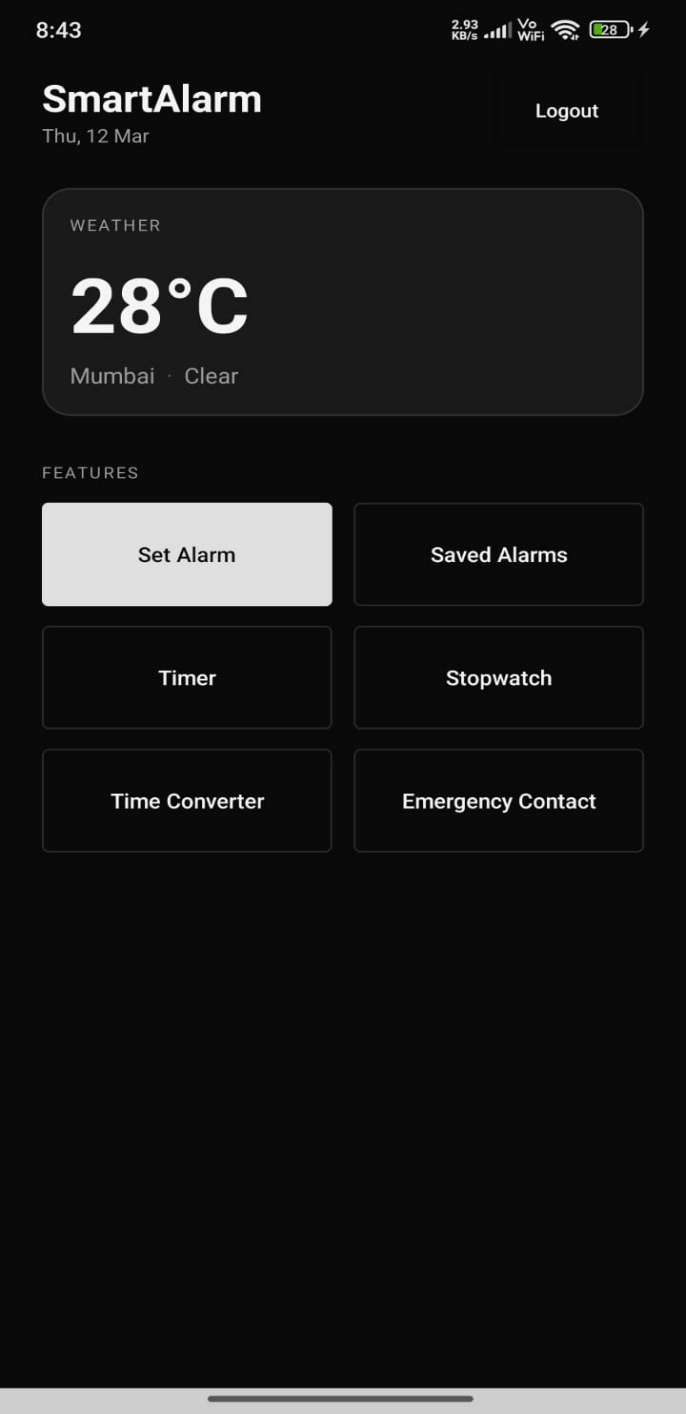 8:43
2.93
KB/s
Vo
WiFi
28
SmartAlarm
Thu, 12 Mar
Logout
WEATHER
28°C
Mumbai · Clear
FEATURES
Set Alarm
Saved Alarms
Timer
Stopwatch
Time Converter
Emergency Contact